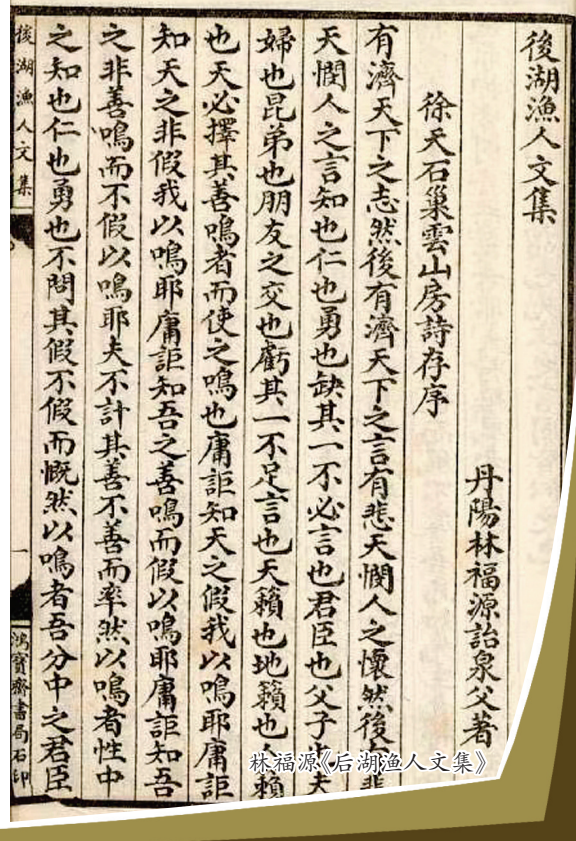 後湖漁人文集
丹陽林福源詒泉父著
徐天石巢雲山房詩存序
有濟天下之志然後有濟天下之言有悲天憫人之懷然後悲
天憫人之言知也仁也勇也缺其一不必言也君臣也父子也夫
婦也昆弟也朋友之交也虧其一不足言也天籟也地籟也人籟
也天必擇其善鳴者而使之鳴也庸詎知天之假我以鳴耶庸詎
知天之非假我以鳴耶庸詎知吾之善鳴而假以鳴耶庸詎知吾
之非善鳴而不假以鳴耶夫不計其善不善而率然以鳴者性中
之知也仁也勇也不問其假不假而慨然以鳴者吾分中之君臣
後湖漁人文集
一
鴻寶齋書局石印
林福源《后湖渔人文集》